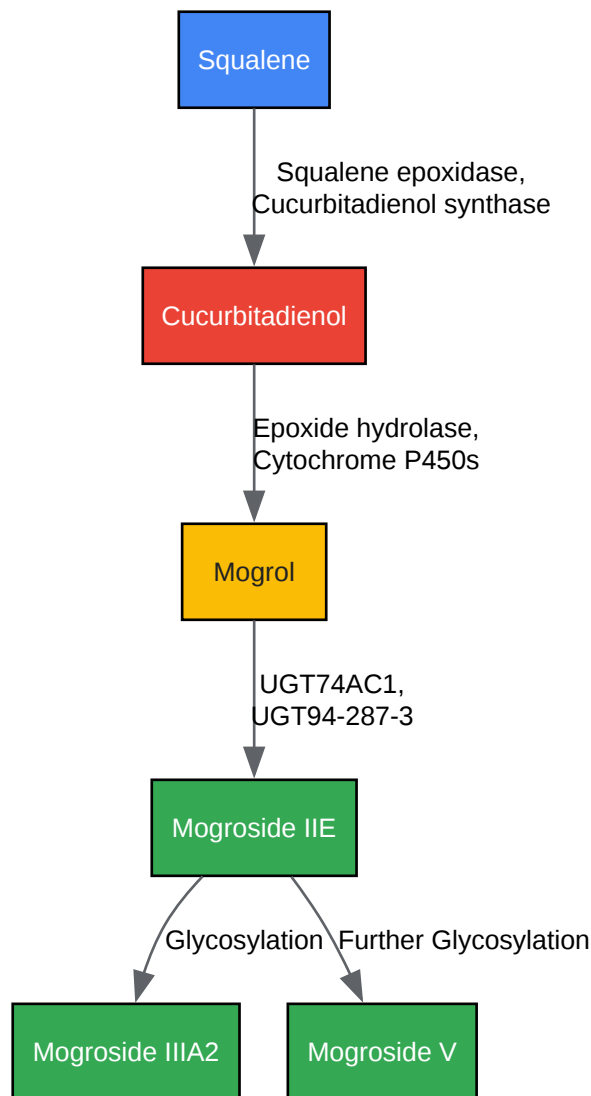 Squalene
Squalene epoxidase,
Cucurbitadienol synthase
Cucurbitadienol
Epoxide hydrolase,
Cytochrome P450s
Mogrol
UGT74AC1,
UGT94-287-3
Mogroside IIE
Glycosylation
Further Glycosylation
Mogroside IIIA2
Mogroside V